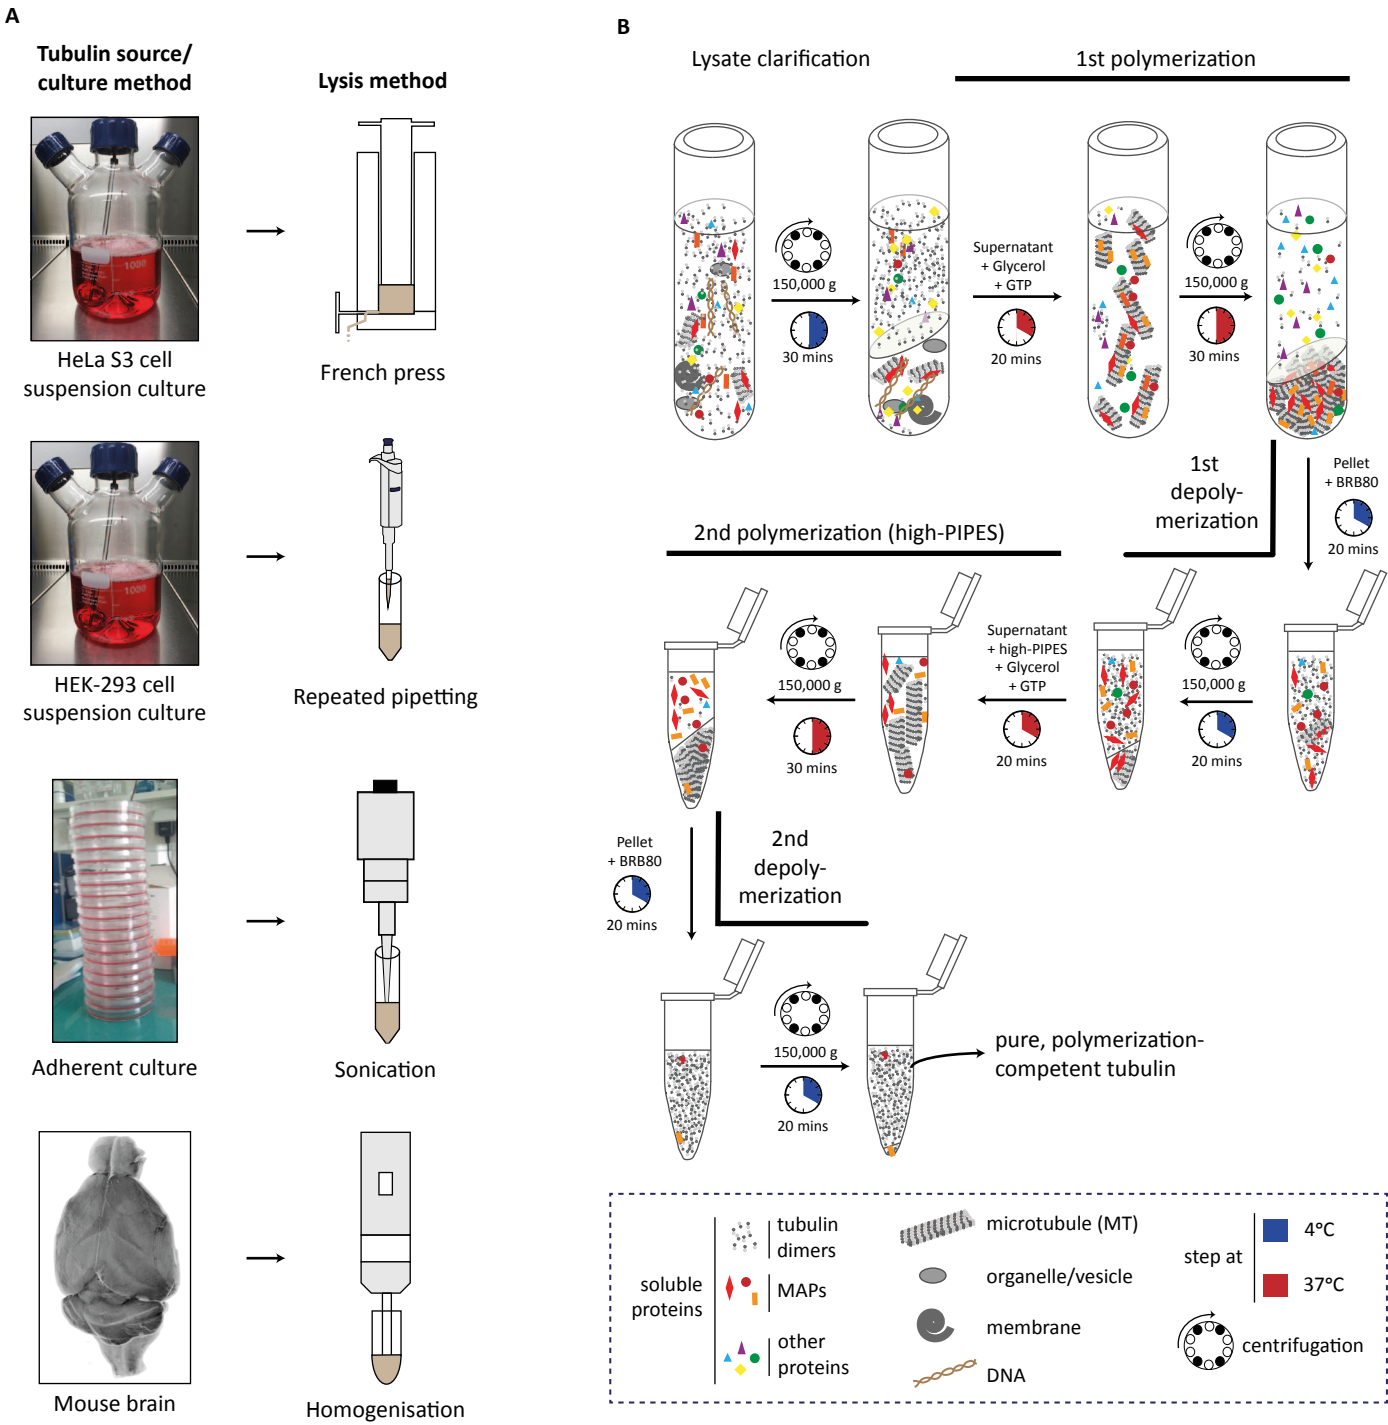 A
Tubulin source/
culture method
Lysis method
1000
HeLa S3 cell
suspension culture
French press
1000
HEK-293 cell
suspension culture
Repeated pipetting
Adherent culture
Sonication
Mouse brain
Homogenisation
B
Lysate clarification
1st polymerization
150,000 g
30 mins
Supernatant
+ Glycerol
+ GTP
20 mins
150,000 g
30 mins
1st
depoly-
merization
Pellet
+ BRB80
20 mins
2nd polymerization (high-PIPES)
150,000 g
30 mins
Supernatant
+ high-PIPES
+ Glycerol
+ GTP
20 mins
150,000 g
20 mins
Pellet
+ BRB80
20 mins
2nd
depoly-
merization
150,000 g
20 mins
pure, polymerization-
competent tubulin
soluble
proteins
tubulin
dimers
MAPs
other
proteins
microtubule (MT)
organelle/vesicle
membrane
DNA
step at
4°C
37°C
centrifugation